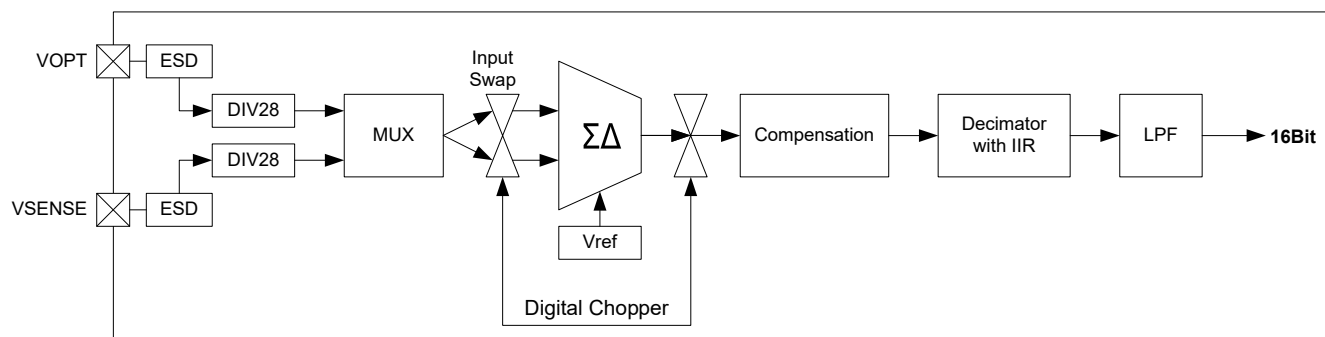 VOPT
ESD
DIV28
DIV28
VSENSE
ESD
MUX
Input
Swap
ΣΔ
Vref
Digital Chopper
Compensation
Decimator
with IIR
LPF
16Bit